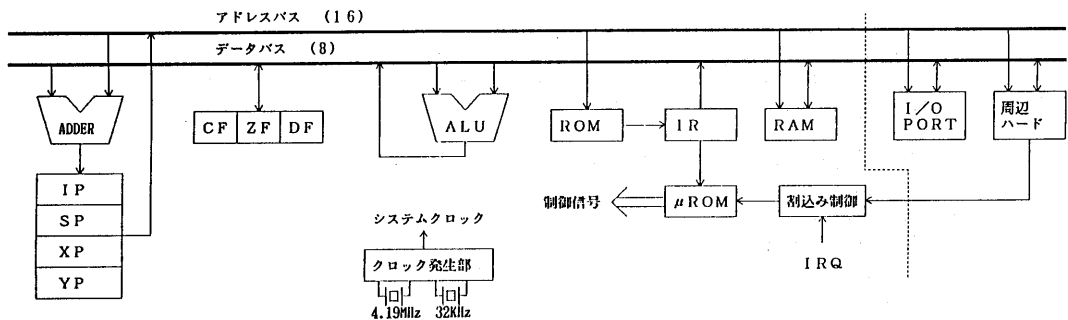 アドレスバス (16)
データバス (8)
ADDER
CF ZF DF
ALU
ROM
IR
RAM
I/O
PORT
周辺
ハード
IP
SP
XP
YP
制御信号
μROM
割込み制御
IRQ
システムクロック
クロック発生部
4.19MHz 32KHz